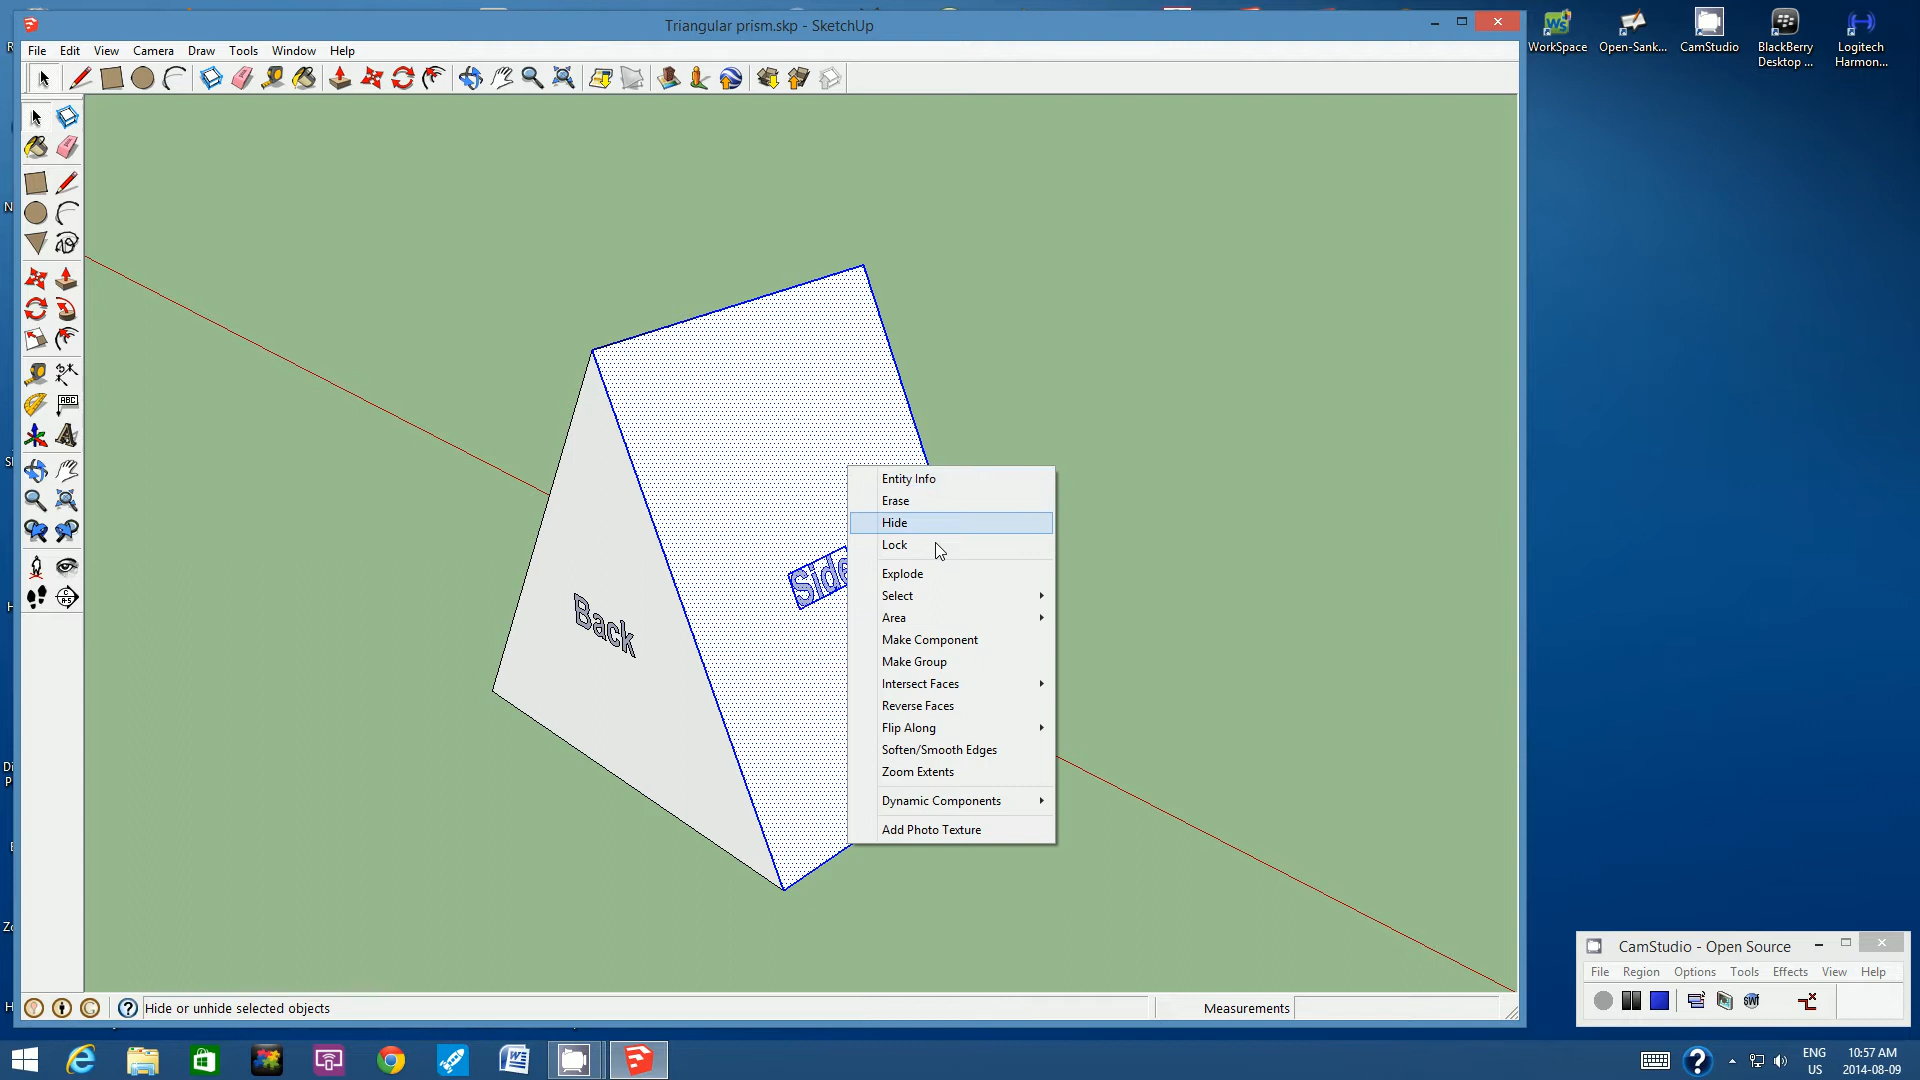 Triangular prism.skp - SketchUp
File Edit View Camera Draw Tools Window Help
WorkSpace
Open-Sank...
CamStudio
BlackBerry
Desktop ...
Logitech
Harmon...
ABC
Back
Side
Entity Info
Erase
Hide
Lock
Explode
Select
Area
Make Component
Make Group
Intersect Faces
Reverse Faces
Flip Along
Soften/Smooth Edges
Zoom Extents
Dynamic Components
Add Photo Texture
CamStudio - Open Source
File Region Options Tools Effects View Help
Hide or unhide selected objects
Measurements
ENG
US
10:57 AM
2014-08-09